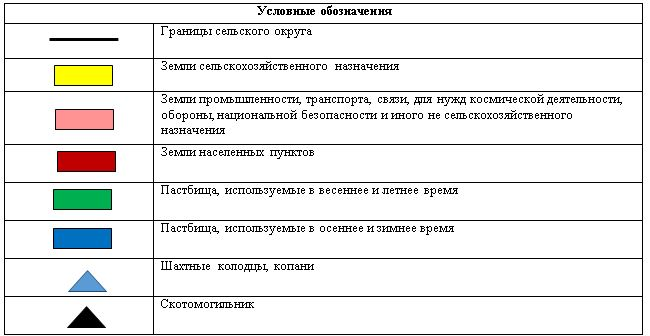 Условные обозначения
Границы сельского округа
Земли сельскохозяйственного назначения
Земли промышленности, транспорта, связи, для нужд космической деятельности,
обороны, национальной безопасности и иного не сельскохозяйственного
назначения
Земли населенных пунктов
Пастбища, используемые в весеннее и летнее время
Пастбища, используемые в осеннее и зимнее время
Шахтные колодцы, копани
Скотомогильник